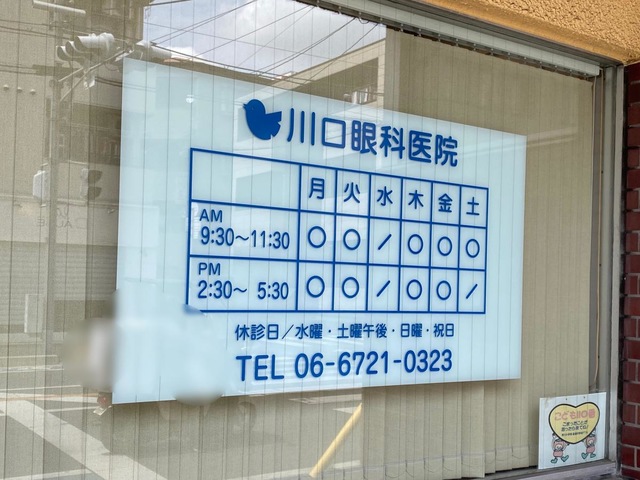 川口眼科医院
月 火 水 木 金 土
AM
9:30～11:30 ○ ○ ／ ○ ○ ○
PM
2:30～ 5:30 ○ ○ ／ ○ ○ ／
休診日／水曜・土曜午後・日曜・祝日
TEL 06-6721-0323